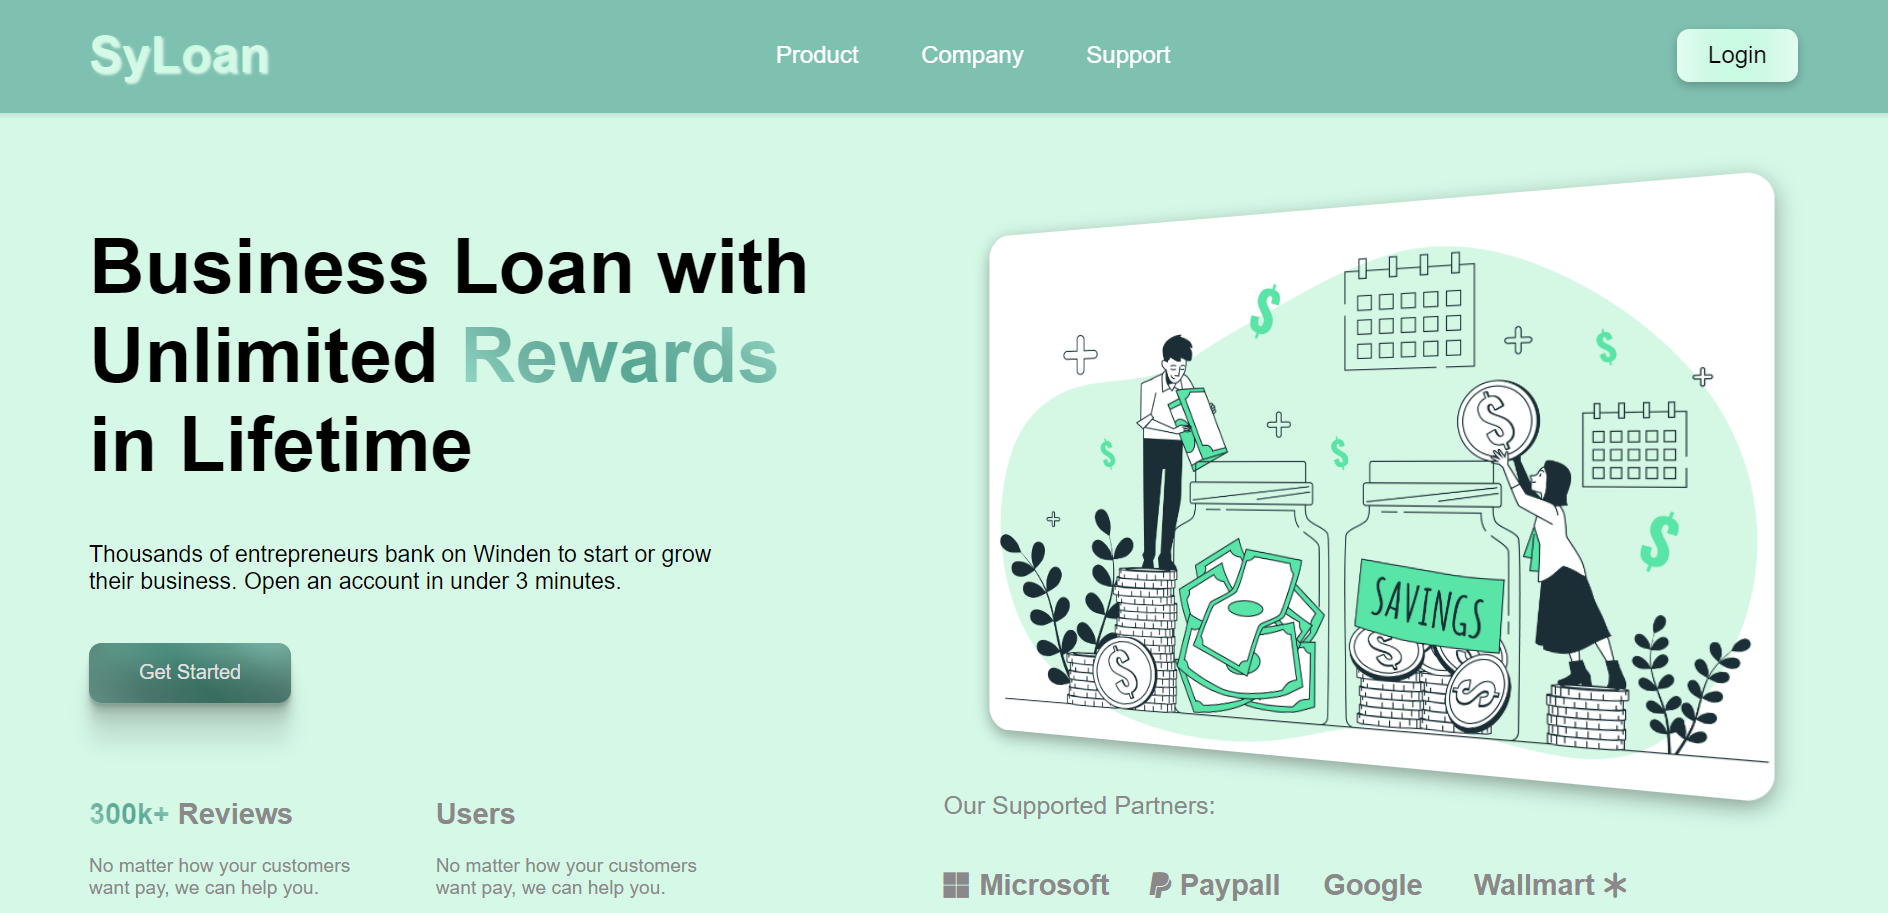 SyLoan
Product
Company
Support
Login
Business Loan with
Unlimited Rewards
in Lifetime
Thousands of entrepreneurs bank on Winden to start or grow
their business. Open an account in under 3 minutes.
Get Started
SAVINGS
300k+ Reviews
No matter how your customers
want pay, we can help you.
Users
No matter how your customers
want pay, we can help you.
Our Supported Partners:
Microsoft
Paypall
Google
Wallmart